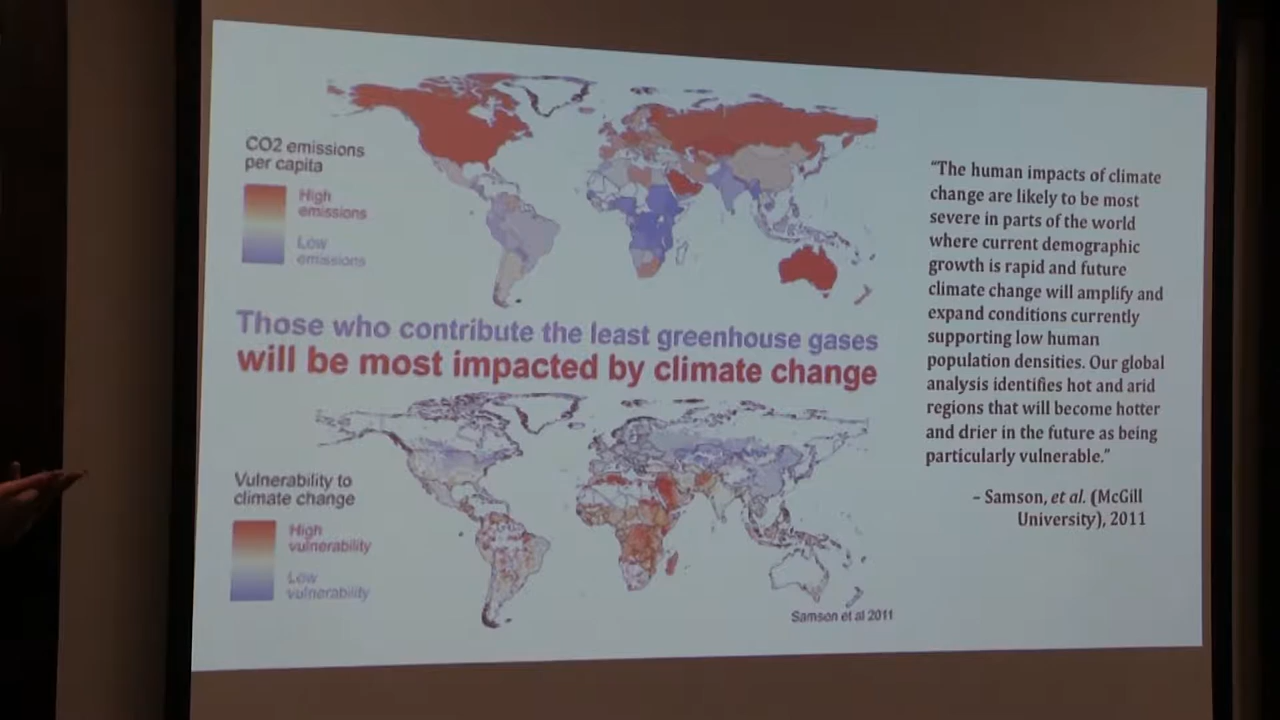 CO2 emissions
per capita
High
emissions
Low
emissions
Those who contribute the least greenhouse gases
will be most impacted by climate change
Vulnerability to
climate change
High
vulnerability
Low
vulnerability
Samson et al 2011
“The human impacts of climate
change are likely to be most
severe in parts of the world
where current demographic
growth is rapid and future
climate change will amplify and
expand conditions currently
supporting low human
population densities. Our global
analysis identifies hot and arid
regions that will become hotter
and drier in the future as being
particularly vulnerable.”
– Samson, et al. (McGill
University), 2011